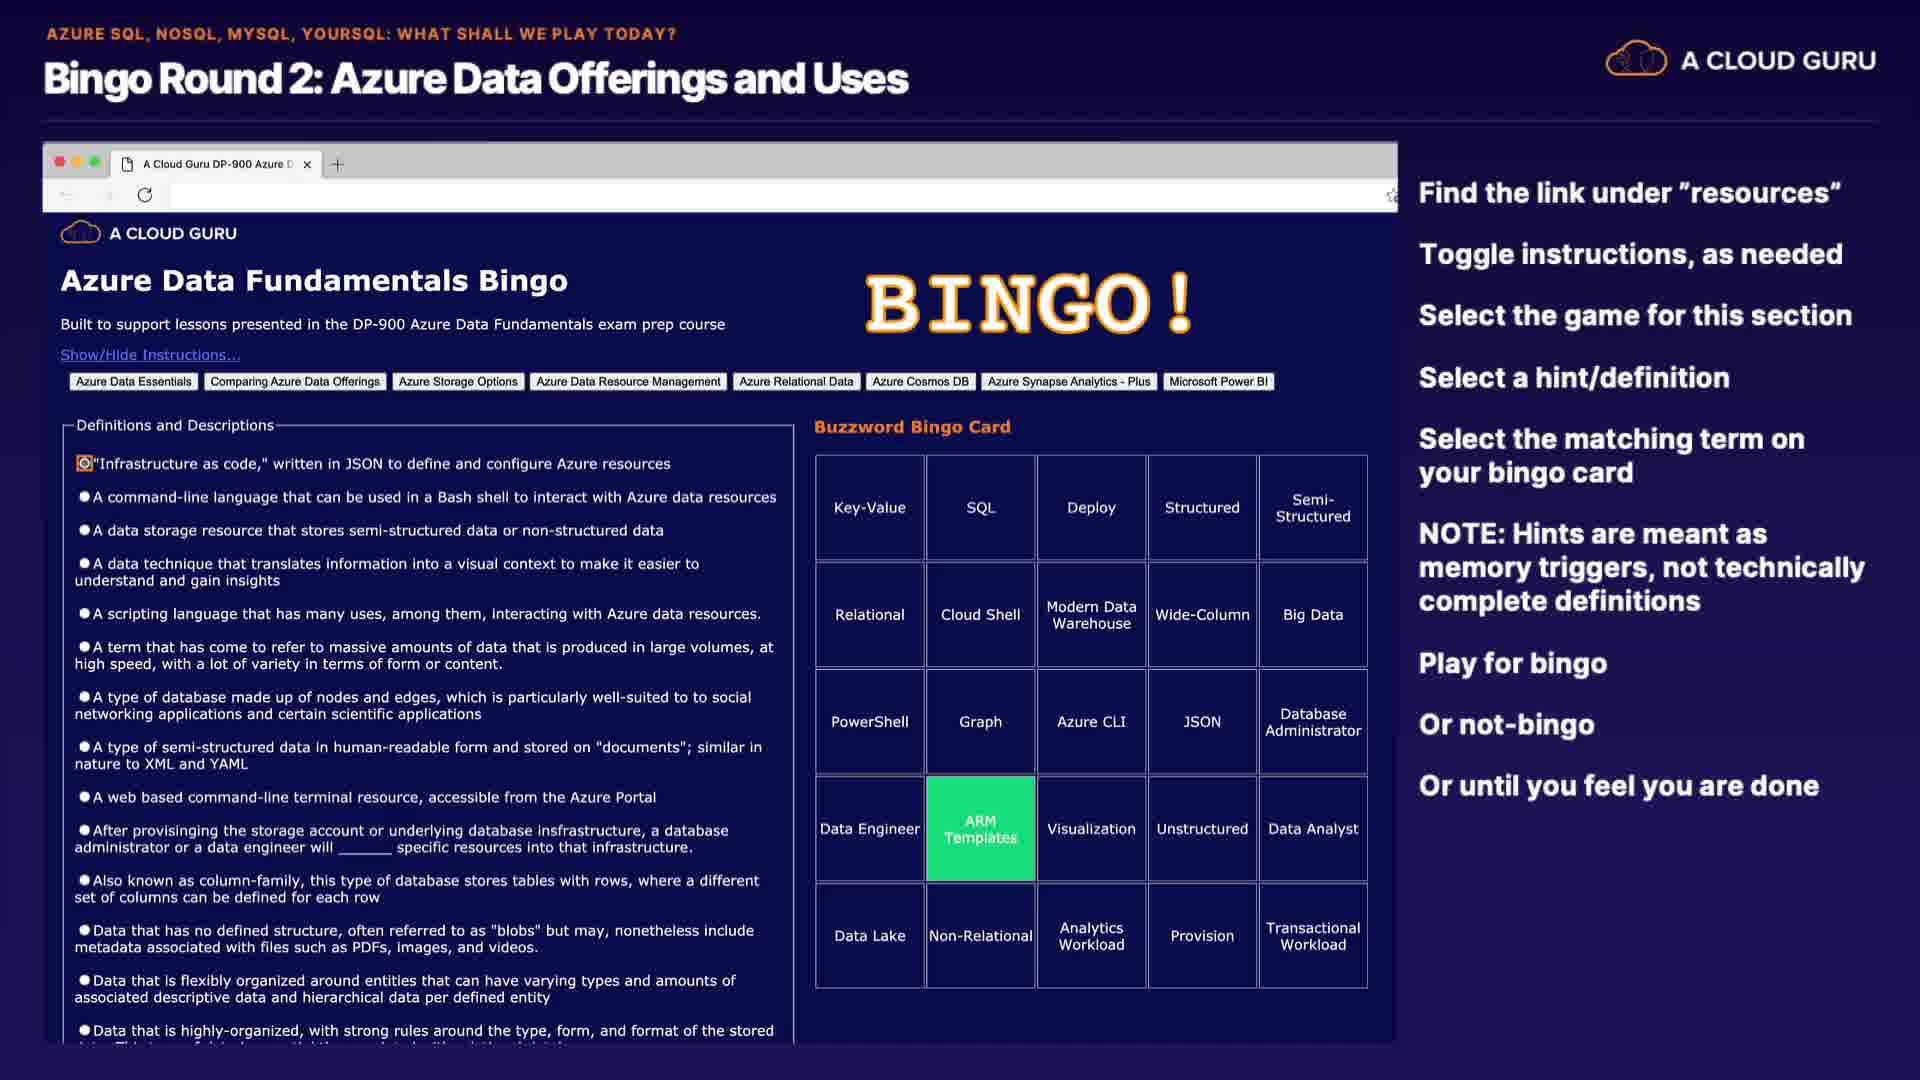 AZURE SQL, NOSQL, MYSQL, YOURSQL: WHAT SHALL WE PLAY TODAY?
Bingo Round 2: Azure Data Offerings and Uses
A CLOUD GURU
A Cloud Guru DP-900 Azure D
A CLOUD GURU
Azure Data Fundamentals Bingo
BINGO!
Built to support lessons presented in the DP-900 Azure Data Fundamentals exam prep course
Show/Hide Instructions...
Azure Data Essentials
Comparing Azure Data Offerings
Azure Storage Options
Azure Data Resource Management
Azure Relational Data
Azure Cosmos DB
Azure Synapse Analytics - Plus
Microsoft Power BI
Definitions and Descriptions
"Infrastructure as code," written in JSON to define and configure Azure resources
A command-line language that can be used in a Bash shell to interact with Azure data resources
A data storage resource that stores semi-structured data or non-structured data
A data technique that translates information into a visual context to make it easier to
understand and gain insights
A scripting language that has many uses, among them, interacting with Azure data resources.
A term that has come to refer to massive amounts of data that is produced in large volumes, at
high speed, with a lot of variety in terms of form or content.
A type of database made up of nodes and edges, which is particularly well-suited to to social
networking applications and certain scientific applications
A type of semi-structured data in human-readable form and stored on "documents"; similar in
nature to XML and YAML
A web based command-line terminal resource, accessible from the Azure Portal
After provisinging the storage account or underlying database insfrastructure, a database
administrator or a data engineer will ______ specific resources into that infrastructure.
Also known as column-family, this type of database stores tables with rows, where a different
set of columns can be defined for each row
Data that has no defined structure, often referred to as "blobs" but may, nonetheless include
metadata associated with files such as PDFs, images, and videos.
Data that is flexibly organized around entities that can have varying types and amounts of
associated descriptive data and hierarchical data per defined entity
Data that is highly-organized, with strong rules around the type, form, and format of the stored
Buzzword Bingo Card
Key-Value
SQL
Deploy
Structured
Semi-
Structured
Relational
Cloud Shell
Modern Data
Warehouse
Wide-Column
Big Data
PowerShell
Graph
Azure CLI
JSON
Database
Administrator
Data Engineer
ARM
Templates
Visualization
Unstructured
Data Analyst
Data Lake
Non-Relational
Analytics
Workload
Provision
Transactional
Workload
Find the link under "resources"
Toggle instructions, as needed
Select the game for this section
Select a hint/definition
Select the matching term on
your bingo card
NOTE: Hints are meant as
memory triggers, not technically
complete definitions
Play for bingo
Or not-bingo
Or until you feel you are done